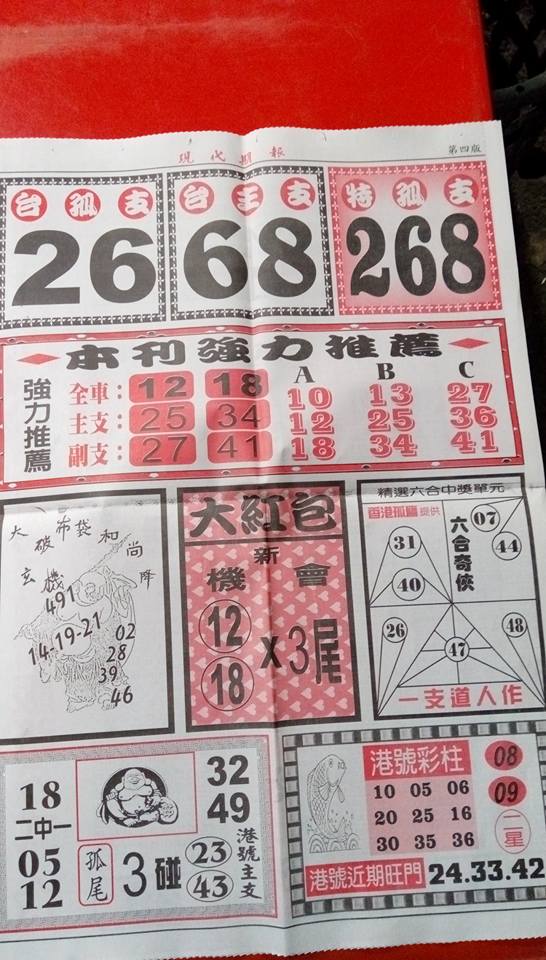 現代期報
第四版
台孤支
26
台主支
68
特孤支
268
本刊強力推薦
強力推薦
全車：12 18
主支：25 34
副支：27 41
A B C
10 13 27
12 25 36
18 34 41
大破布袋和尚降
玄機
491
14-19-21
02
28
39
46
大紅包
新
機會
12
18
x3尾
精選六合中獎單元
香港孤鷹提供
六合奇俠
07
44
31
40
26
47
48
一支道人作
18
二中一
05
12
孤尾
3碰
32
49
23
43
港號主支
港號彩柱
10 05 06
20 25 16
30 35 36
08
09
二星
港號近期旺門 24.33.42